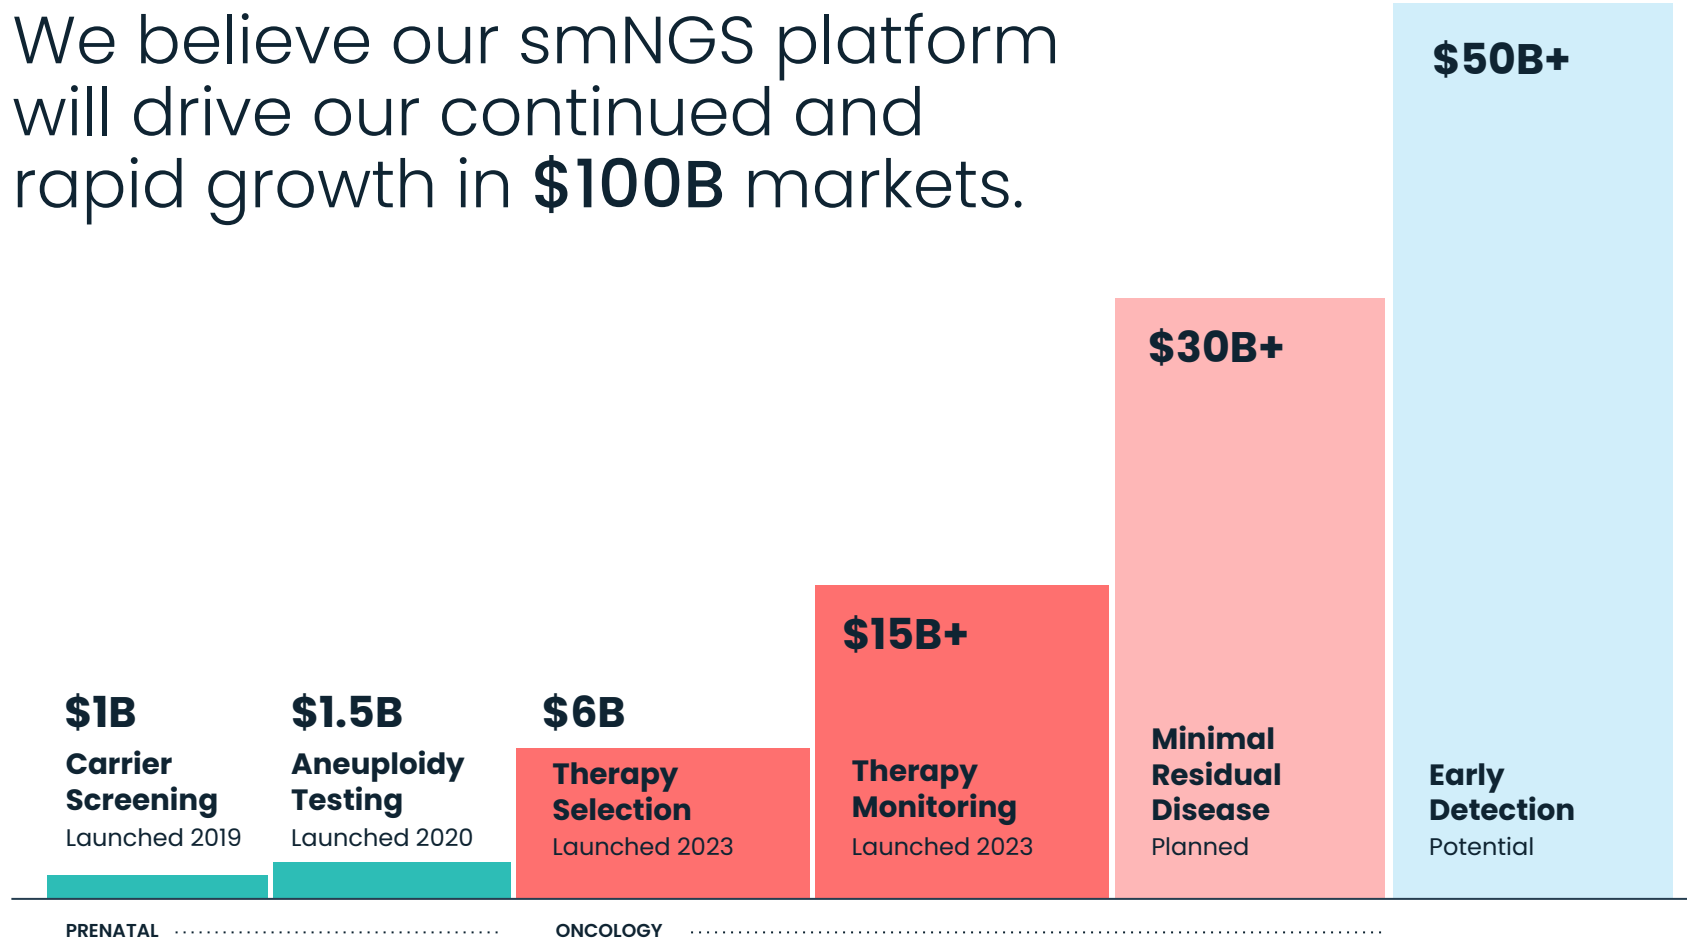 We believe our smNGS platform
will drive our continued and
rapid growth in $100B markets.
$1B
Carrier
Screening
Launched 2019
$1.5B
Aneuploidy
Testing
Launched 2020
$6B
Therapy
Selection
Launched 2023
$15B+
Therapy
Monitoring
Launched 2023
$30B+
Minimal
Residual
Disease
Planned
$50B+
Early
Detection
Potential
PRENATAL
ONCOLOGY